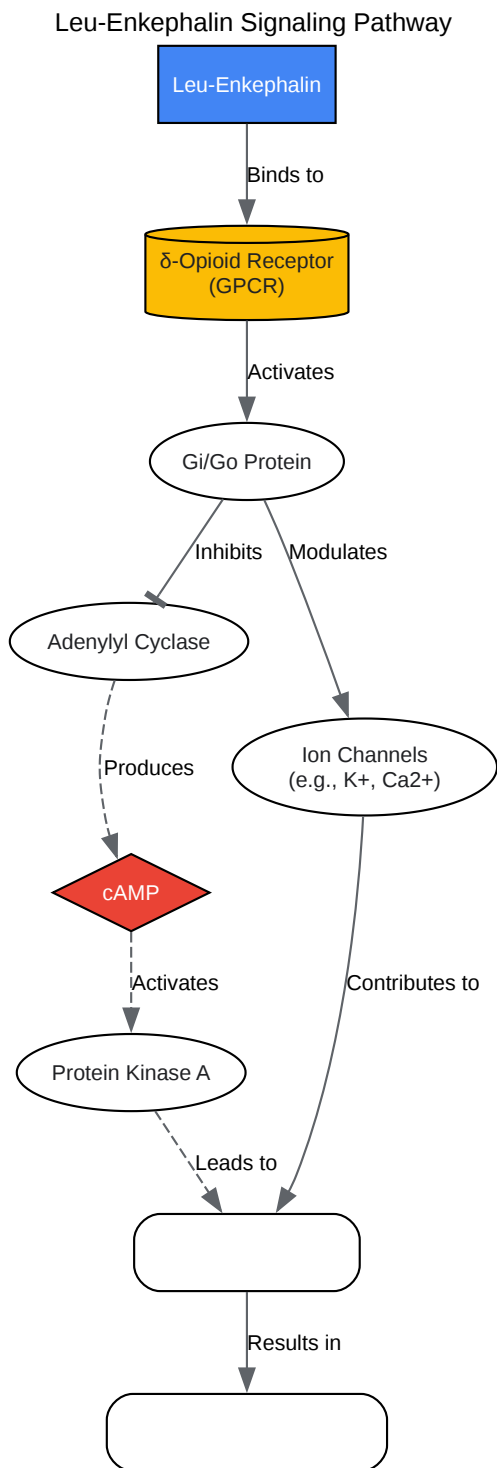 Leu-Enkephalin Signaling Pathway
Leu-Enkephalin
Binds to
δ-Opioid Receptor
(GPCR)
Activates
Gi/Go Protein
Inhibits
Modulates
Adenylyl Cyclase
Ion Channels
(e.g., K+, Ca2+)
Produces
cAMP
Activates
Contributes to
Protein Kinase A
Leads to
Results in